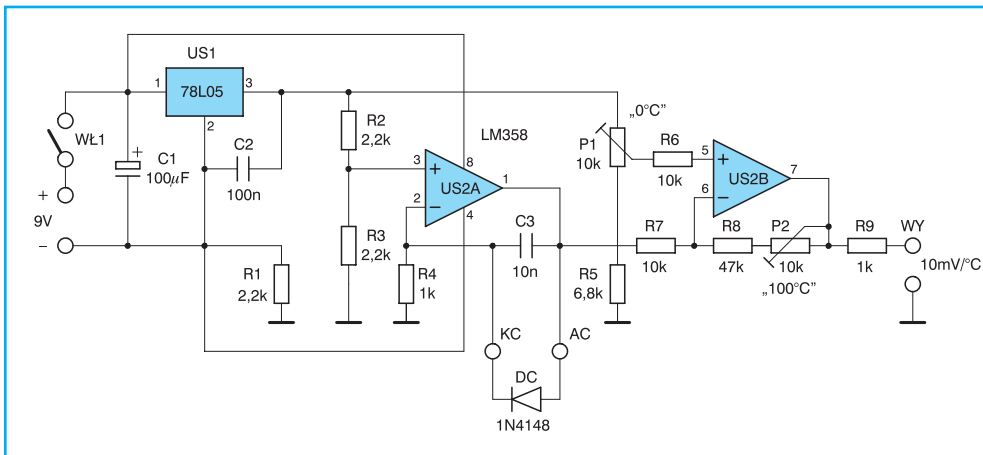 US1
78L05
1
3
2
WŁ1
+
9V
–
+
C1
100µF
C2
100n
R1
2,2k
R2
2,2k
R3
2,2k
LM358
3
+
8
US2A
1
2
–
4
R4
1k
C3
10n
KC
AC
DC
1N4148
„0°C”
P1
10k
R5
6,8k
R6
10k
5
+
7
US2B
6
–
R7
10k
R8
47k
P2
10k
„100°C”
R9
1k
WY
10mV/°C